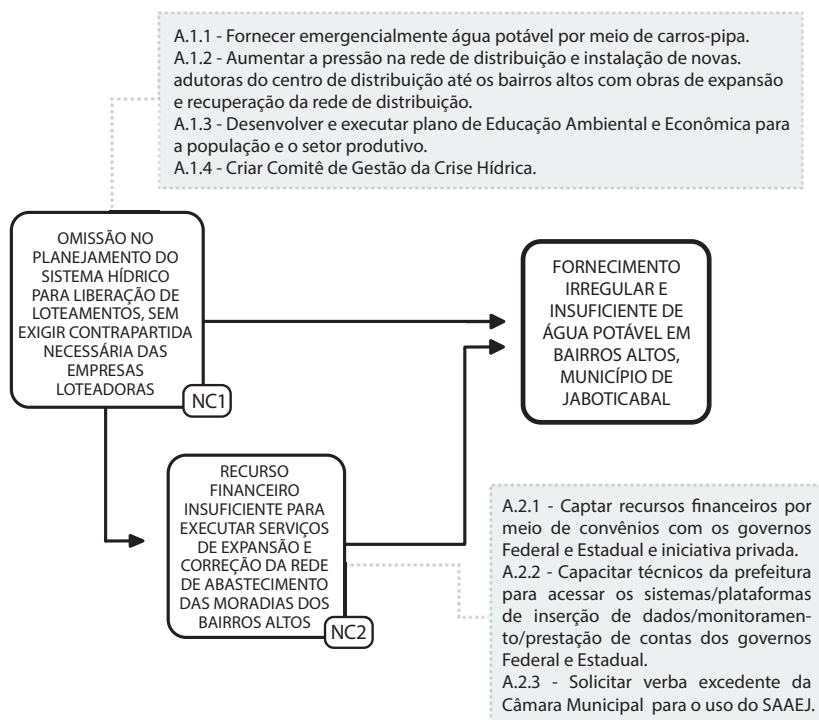 A.1.1 - Fornecer emergencialmente água potável por meio de carros-pipa.
A.1.2 - Aumentar a pressão na rede de distribuição e instalação de novas.
adutoras do centro de distribuição até os bairros altos com obras de expansão
e recuperação da rede de distribuição.
A.1.3 - Desenvolver e executar plano de Educação Ambiental e Econômica para
a população e o setor produtivo.
A.1.4 - Criar Comitê de Gestão da Crise Hídrica.
OMISSÃO NO
PLANEJAMENTO DO
SISTEMA HÍDRICO
PARA LIBERAÇÃO DE
LOTEAMENTOS, SEM
EXIGIR CONTRAPARTIDA
NECESSÁRIA DAS
EMPRESAS
LOTEADORAS
NC1
FORNECIMENTO
IRREGULAR E
INSUFICIENTE DE
ÁGUA POTÁVEL EM
BAIRROS ALTOS,
MUNICÍPIO DE
JABOTICABAL
RECURSO
FINANCEIRO
INSUFICIENTE PARA
EXECUTAR SERVIÇOS
DE EXPANSÃO E
CORREÇÃO DA REDE
DE ABASTECIMENTO
DAS MORADIAS DOS
BAIRROS ALTOS
NC2
A.2.1 - Captar recursos financeiros por
meio de convênios com os governos
Federal e Estadual e iniciativa privada.
A.2.2 - Capacitar técnicos da prefeitura
para acessar os sistemas/plataformas
de inserção de dados/monitoramen-
to/prestação de contas dos governos
Federal e Estadual.
A.2.3 - Solicitar verba excedente da
Câmara Municipal para o uso do SAAEJ.